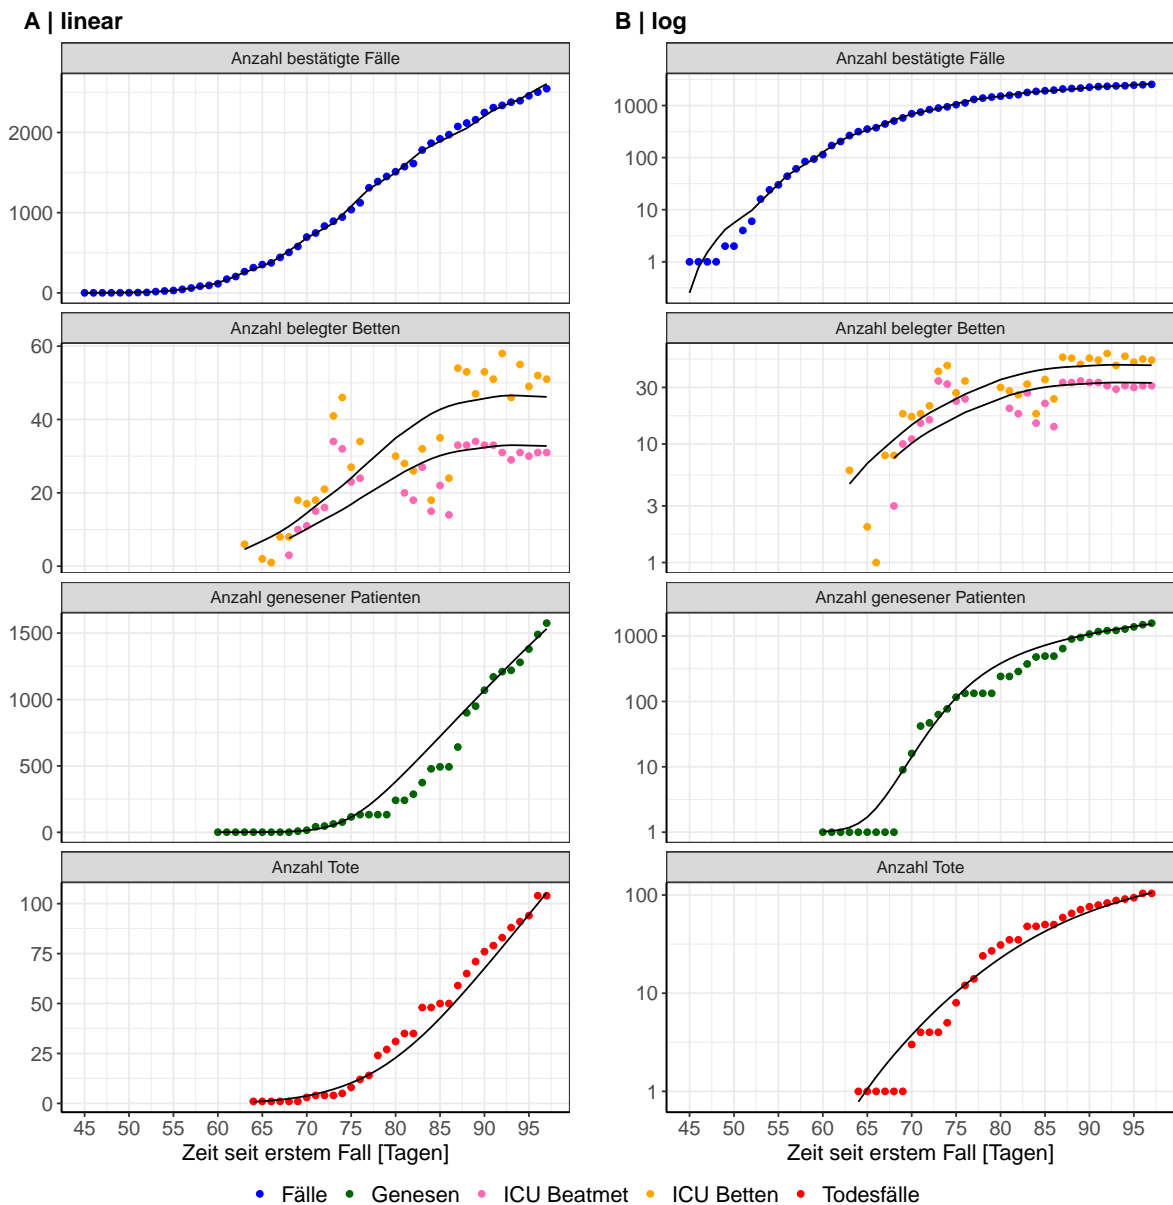 A | linear
B | log
Anzahl bestätigte Fälle
Anzahl bestätigte Fälle
2000
1000
0
1000
100
10
1
Anzahl belegter Betten
Anzahl belegter Betten
60
40
20
0
30
10
3
1
Anzahl genesener Patienten
Anzahl genesener Patienten
1500
1000
500
0
1000
100
10
1
Anzahl Tote
Anzahl Tote
100
75
50
25
0
100
10
1
45 50 55 60 65 70 75 80 85 90 95
45 50 55 60 65 70 75 80 85 90 95
Zeit seit erstem Fall [Tagen]
Zeit seit erstem Fall [Tagen]
Fälle Genesen ICU Beatmet ICU Betten Todesfälle